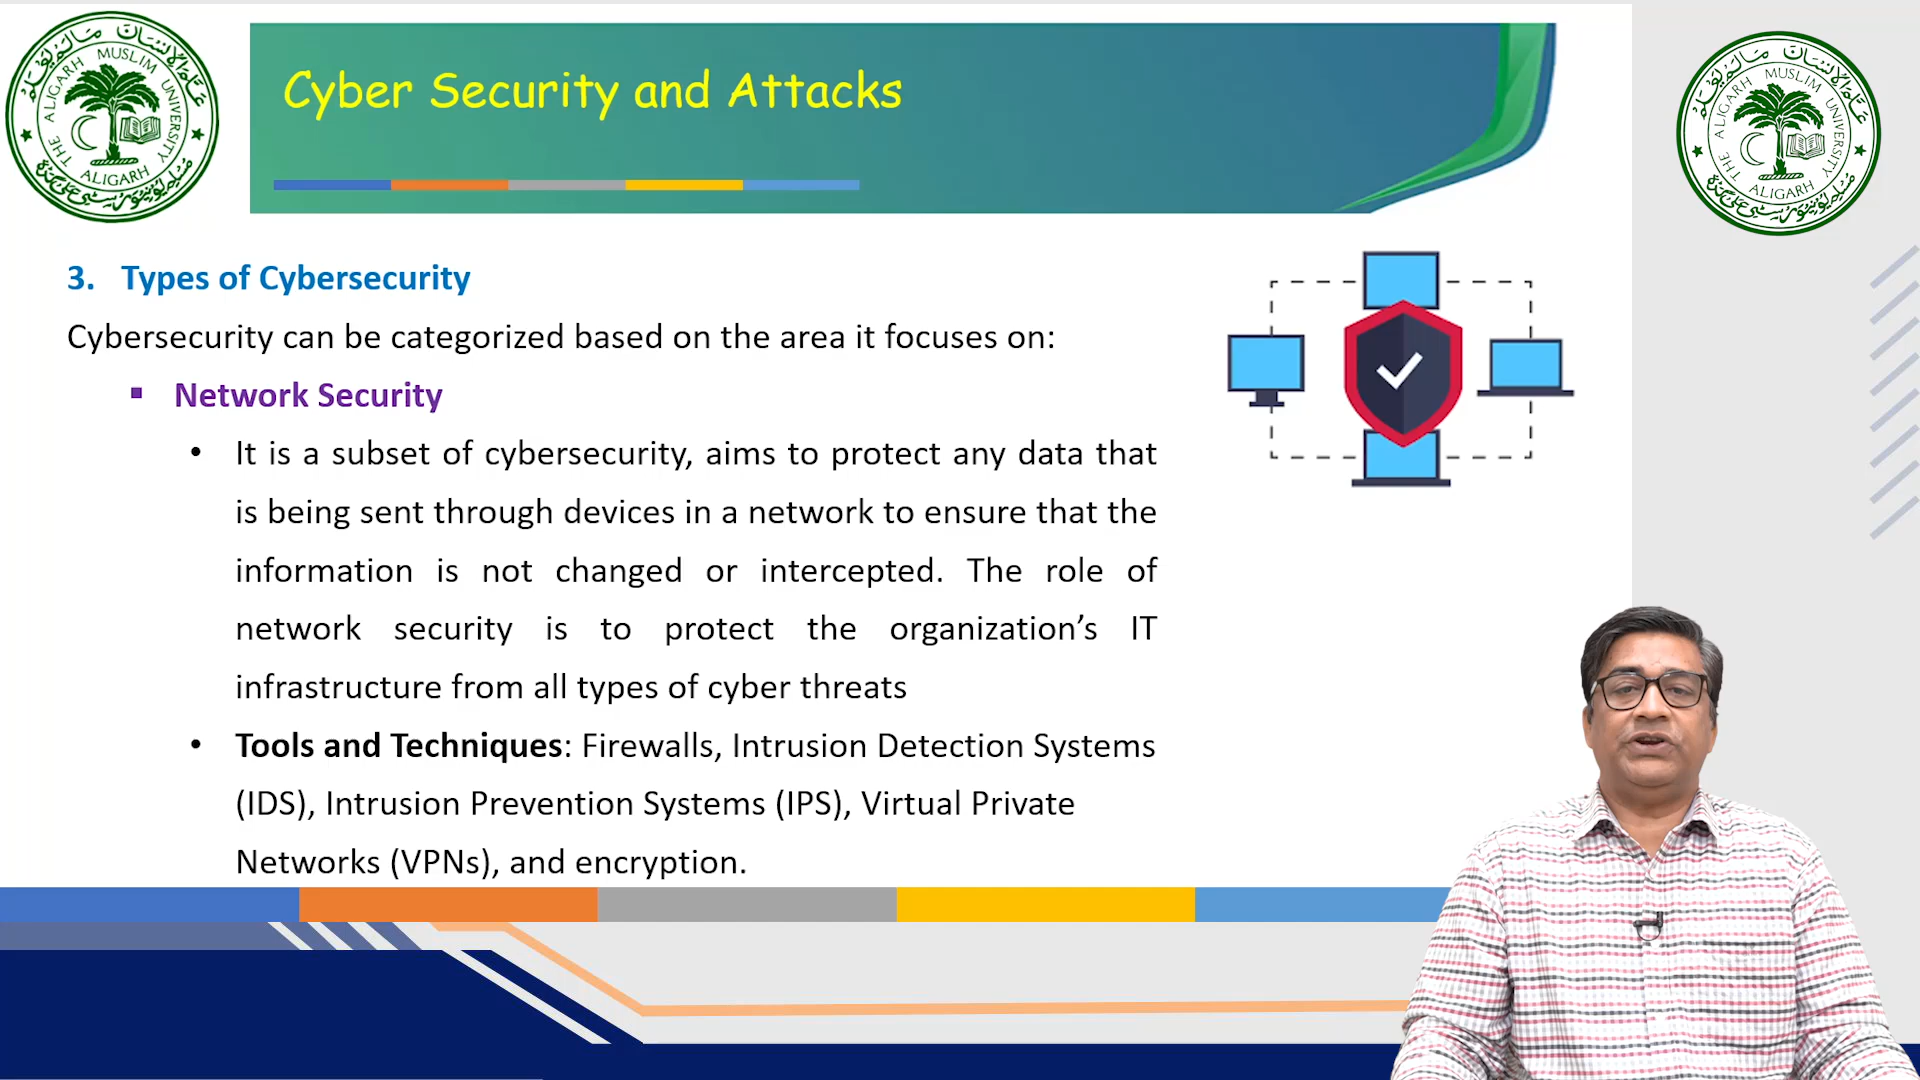 Cyber Security and Attacks
THE ALIGARH MUSLIM UNIVERSITY
ALIGARH
THE ALIGARH MUSLIM UNIVERSITY
ALIGARH
3. Types of Cybersecurity
Cybersecurity can be categorized based on the area it focuses on:
▪ Network Security
• It is a subset of cybersecurity, aims to protect any data that
is being sent through devices in a network to ensure that the
information is not changed or intercepted. The role of
network security is to protect the organization’s IT
infrastructure from all types of cyber threats
• Tools and Techniques: Firewalls, Intrusion Detection Systems
(IDS), Intrusion Prevention Systems (IPS), Virtual Private
Networks (VPNs), and encryption.